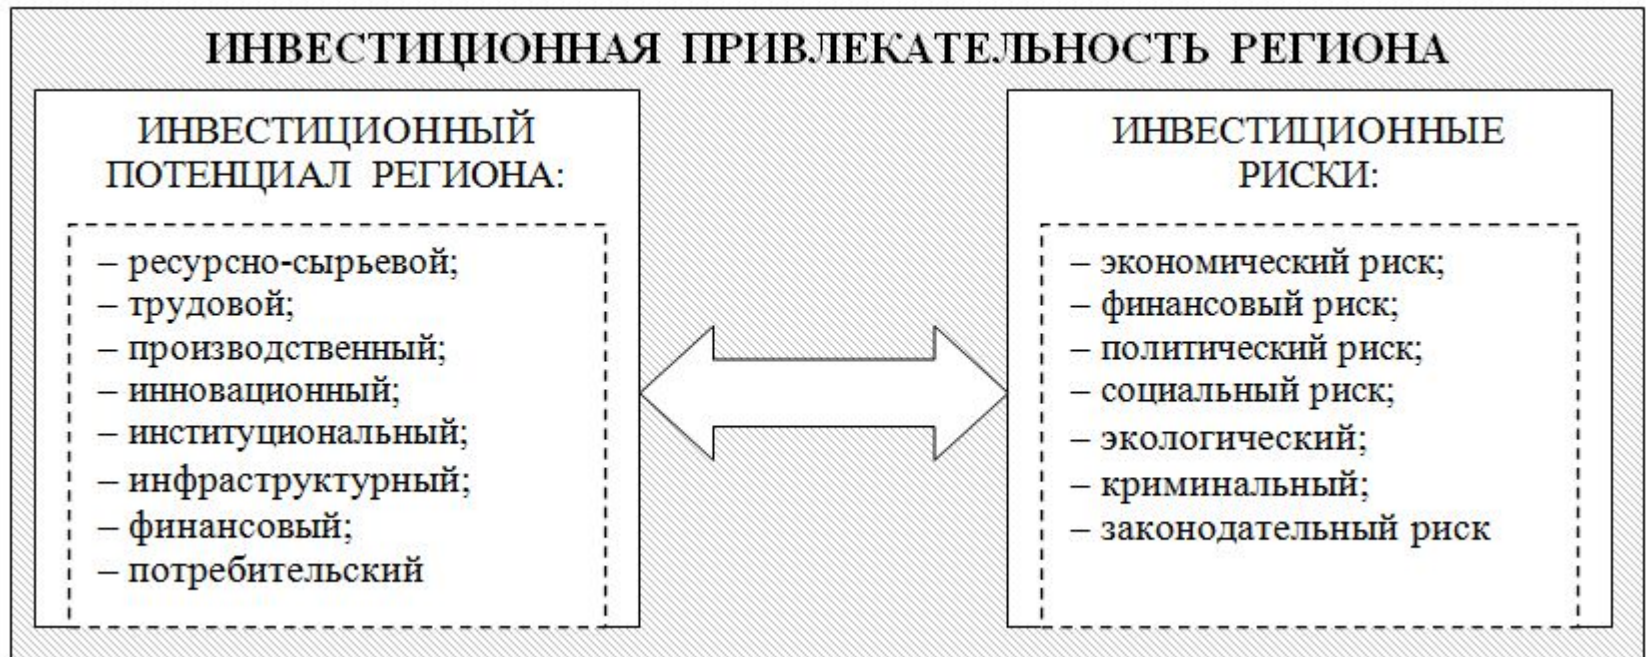 ИНВЕСТИЦИОННАЯ ПРИВЛЕКАТЕЛЬНОСТЬ РЕГИОНА
ИНВЕСТИЦИОННЫЙ
ПОТЕНЦИАЛ РЕГИОНА:
– ресурсно-сырьевой;
– трудовой;
– производственный;
– инновационный;
– институциональный;
– инфраструктурный;
– финансовый;
– потребительский
ИНВЕСТИЦИОННЫЕ
РИСКИ:
– экономический риск;
– финансовый риск;
– политический риск;
– социальный риск;
– экологический;
– криминальный;
– законодательный риск